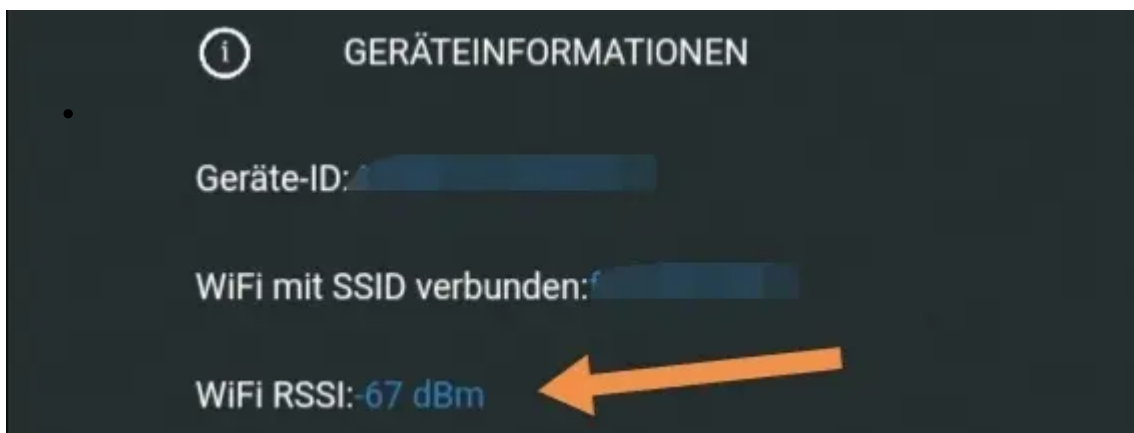 GERÄTEINFORMATIONEN
Geräte-ID:
WiFi mit SSID verbunden:
WiFi RSSI:-67 dBm